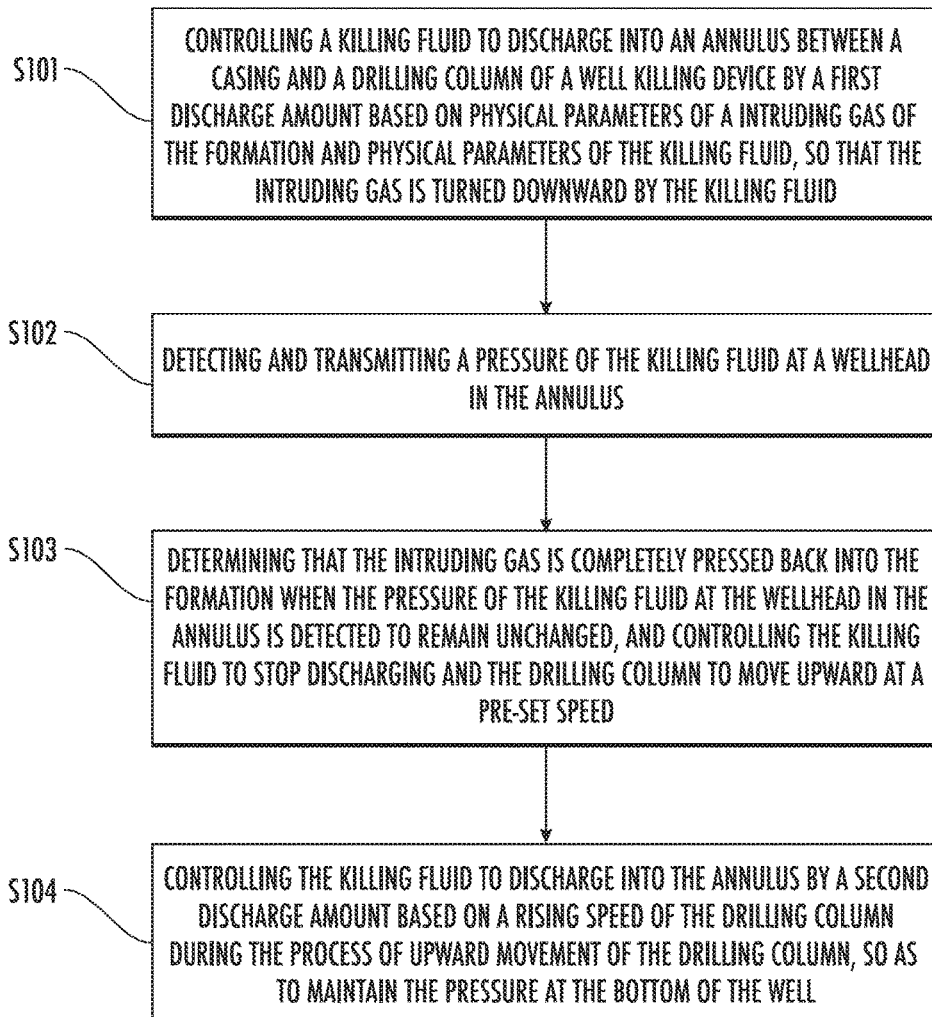 S101
CONTROLLING A KILLING FLUID TO DISCHARGE INTO AN ANNULUS BETWEEN A
CASING AND A DRILLING COLUMN OF A WELL KILLING DEVICE BY A FIRST
DISCHARGE AMOUNT BASED ON PHYSICAL PARAMETERS OF A INTRUDING GAS OF
THE FORMATION AND PHYSICAL PARAMETERS OF THE KILLING FLUID, SO THAT THE
INTRUDING GAS IS TURNED DOWNWARD BY THE KILLING FLUID
S102
DETECTING AND TRANSMITTING A PRESSURE OF THE KILLING FLUID AT A WELLHEAD
IN THE ANNULUS
S103
DETERMINING THAT THE INTRUDING GAS IS COMPLETELY PRESSED BACK INTO THE
FORMATION WHEN THE PRESSURE OF THE KILLING FLUID AT THE WELLHEAD IN THE
ANNULUS IS DETECTED TO REMAIN UNCHANGED, AND CONTROLLING THE KILLING
FLUID TO STOP DISCHARGING AND THE DRILLING COLUMN TO MOVE UPWARD AT A
PRE-SET SPEED
S104
CONTROLLING THE KILLING FLUID TO DISCHARGE INTO THE ANNULUS BY A SECOND
DISCHARGE AMOUNT BASED ON A RISING SPEED OF THE DRILLING COLUMN
DURING THE PROCESS OF UPWARD MOVEMENT OF THE DRILLING COLUMN, SO AS
TO MAINTAIN THE PRESSURE AT THE BOTTOM OF THE WELL